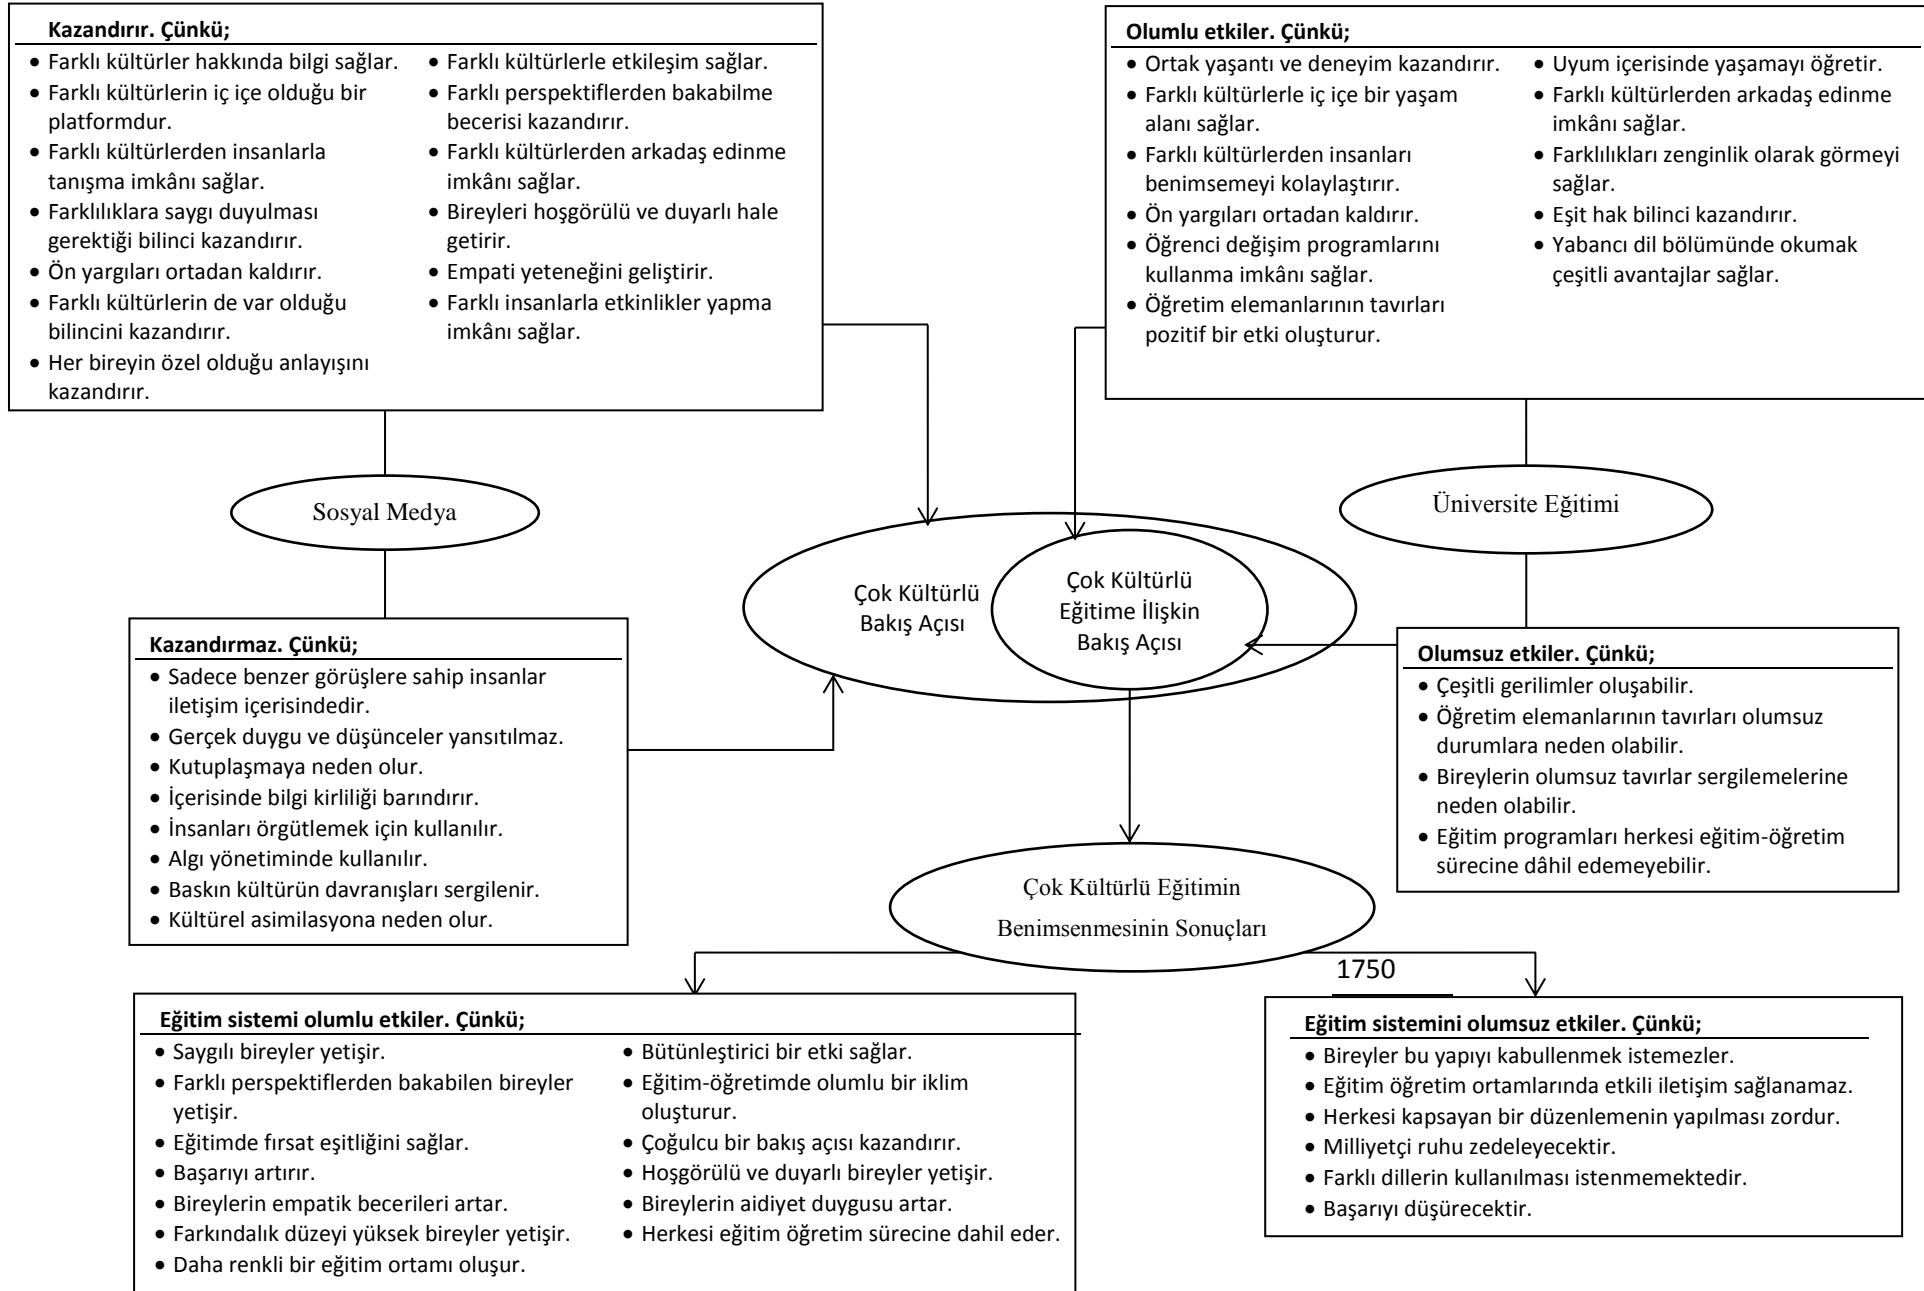 Kazandırır. Çünkü;
• Farklı kültürler hakkında bilgi sağlar.
• Farklı kültürlerin iç içe olduğu bir
platformdur.
• Farklı kültürlerden insanlarla
tanışma imkânı sağlar.
• Farklılıklara saygı duyulması
gerektiği bilinci kazandırır.
• Ön yargıları ortadan kaldırır.
• Farklı kültürlerin de var olduğu
bilincini kazandırır.
• Her bireyin özel olduğu anlayışını
kazandırır.
• Farklı kültürlerle etkileşim sağlar.
• Farklı perspektiflerden bakabilme
becerisi kazandırır.
• Farklı kültürlerden arkadaş edinme
imkânı sağlar.
• Bireyleri hoşgörülü ve duyarlı hale
getirir.
• Empati yeteneğini geliştirir.
• Farklı insanlarla etkinlikler yapma
imkânı sağlar.
Olumlu etkiler. Çünkü;
• Ortak yaşantı ve deneyim kazandırır.
• Farklı kültürlerle iç içe bir yaşam
alanı sağlar.
• Farklı kültürlerden insanları
benimsemeyi kolaylaştırır.
• Ön yargıları ortadan kaldırır.
• Öğrenci değişim programlarını
kullanma imkânı sağlar.
• Öğretim elemanlarının tavırları
pozitif bir etki oluşturur.
• Uyum içerisinde yaşamayı öğretir.
• Farklı kültürlerden arkadaş edinme
imkânı sağlar.
• Farklılıkları zenginlik olarak görmeyi
sağlar.
• Eşit hak bilinci kazandırır.
• Yabancı dil bölümünde okumak
çeşitli avantajlar sağlar.
Sosyal Medya
Üniversite Eğitimi
Çok Kültürlü
Bakış Açısı
Çok Kültürlü
Eğitime İlişkin
Bakış Açısı
Kazandırmaz. Çünkü;
• Sadece benzer görüşlere sahip insanlar
iletişim içerisindedir.
• Gerçek duygu ve düşünceler yansıtılmaz.
• Kutuplaşmaya neden olur.
• İçerisinde bilgi kirliliği barındırır.
• İnsanları örgütlemek için kullanılır.
• Algı yönetiminde kullanılır.
• Baskın kültürün davranışları sergilenir.
• Kültürel asimilasyona neden olur.
Olumsuz etkiler. Çünkü;
• Çeşitli gerilimler oluşabilir.
• Öğretim elemanlarının tavırları olumsuz
durumlara neden olabilir.
• Bireylerin olumsuz tavırlar sergilemelerine
neden olabilir.
• Eğitim programları herkesi eğitim-öğretim
sürecine dâhil edemeyebilir.
Çok Kültürlü Eğitimin
Benimsenmesinin Sonuçları
1750
Eğitim sistemi olumlu etkiler. Çünkü;
• Saygılı bireyler yetişir.
• Farklı perspektiflerden bakabilen bireyler
yetişir.
• Eğitimde fırsat eşitliğini sağlar.
• Başarıyı artırır.
• Bireylerin empatik becerileri artar.
• Farkındalık düzeyi yüksek bireyler yetişir.
• Daha renkli bir eğitim ortamı oluşur.
• Bütünleştirici bir etki sağlar.
• Eğitim-öğretimde olumlu bir iklim
oluşturur.
• Çoğulcu bir bakış açısı kazandırır.
• Hoşgörülü ve duyarlı bireyler yetişir.
• Bireylerin aidiyet duygusu artar.
• Herkesi eğitim öğretim sürecine dahil eder.
Eğitim sistemini olumsuz etkiler. Çünkü;
• Bireyler bu yapıyı kabullenmek istemezler.
• Eğitim öğretim ortamlarında etkili iletişim sağlanamaz.
• Herkesi kapsayan bir düzenlemenin yapılması zordur.
• Milliyetçi ruhu zedeleyecektir.
• Farklı dillerin kullanılması istenmemektedir.
• Başarıyı düşürecektir.